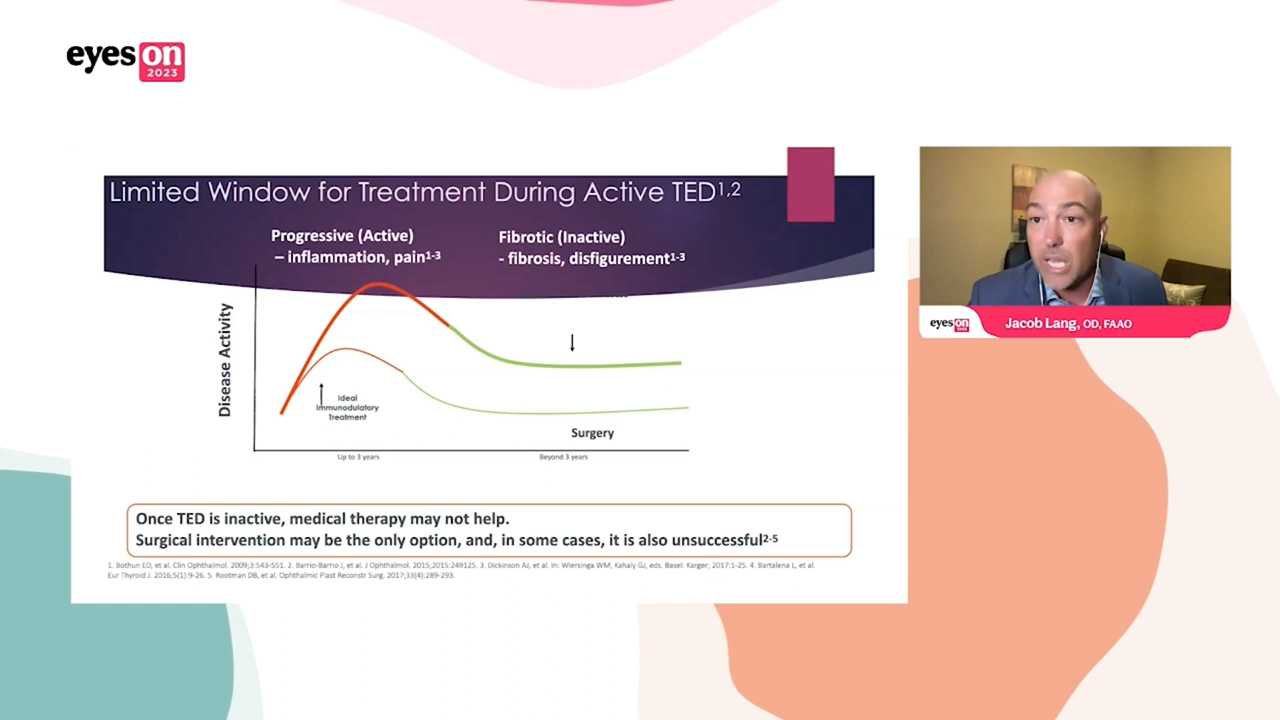 eyes on
2023
Limited Window for Treatment During Active TED1,2
Progressive (Active)
– inflammation, pain1-3
Fibrotic (Inactive)
- fibrosis, disfigurement1-3
Disease Activity
Ideal
Immunodulatory
Treatment
Surgery
Up to 3 years
Beyond 3 years
Once TED is inactive, medical therapy may not help.
Surgical intervention may be the only option, and, in some cases, it is also unsuccessful2-5
1. Bothun ED, et al. Clin Ophthalmol. 2009;3:543-551. 2. Barrio-Barrio J, et al. J Ophthalmol. 2015;2015:249125. 3. Dickinson AJ, et al. In: Wiersinga WM, Kahaly GJ, eds. Basel: Karger; 2017:1-25. 4. Bartalena L, et al.
Eur Thyroid J. 2016;5(1):9-26. 5. Rootman DB, et al. Ophthalmic Plast Reconstr Surg. 2017;33(4):289-293.
eyes on
Jacob Lang, OD, FAAO